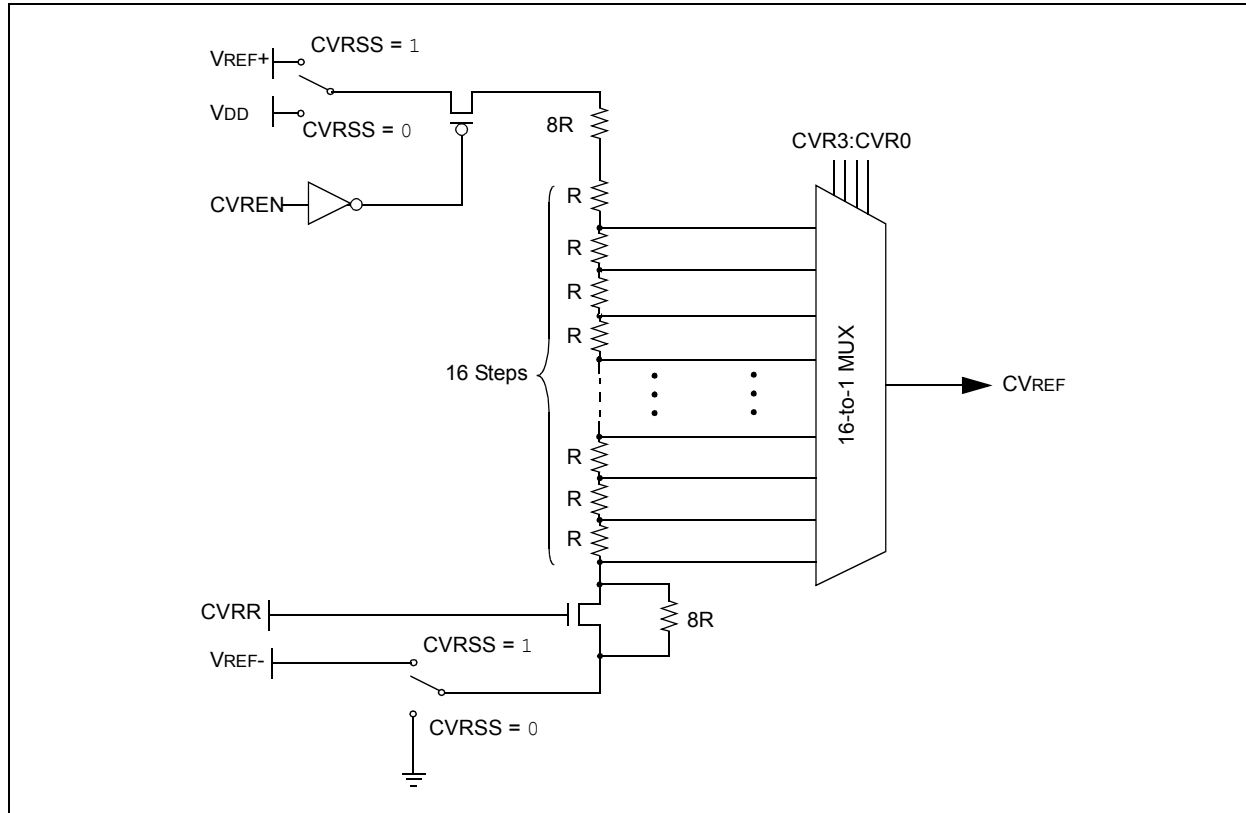 VREF+
CVRSS = 1
VDD
CVRSS = 0
8R
CVREN
CVR3:CVR0
R
R
R
R
16 Steps
16-to-1 MUX
CVREF
R
R
R
CVRR
8R
CVRSS = 1
VREF-
CVRSS = 0